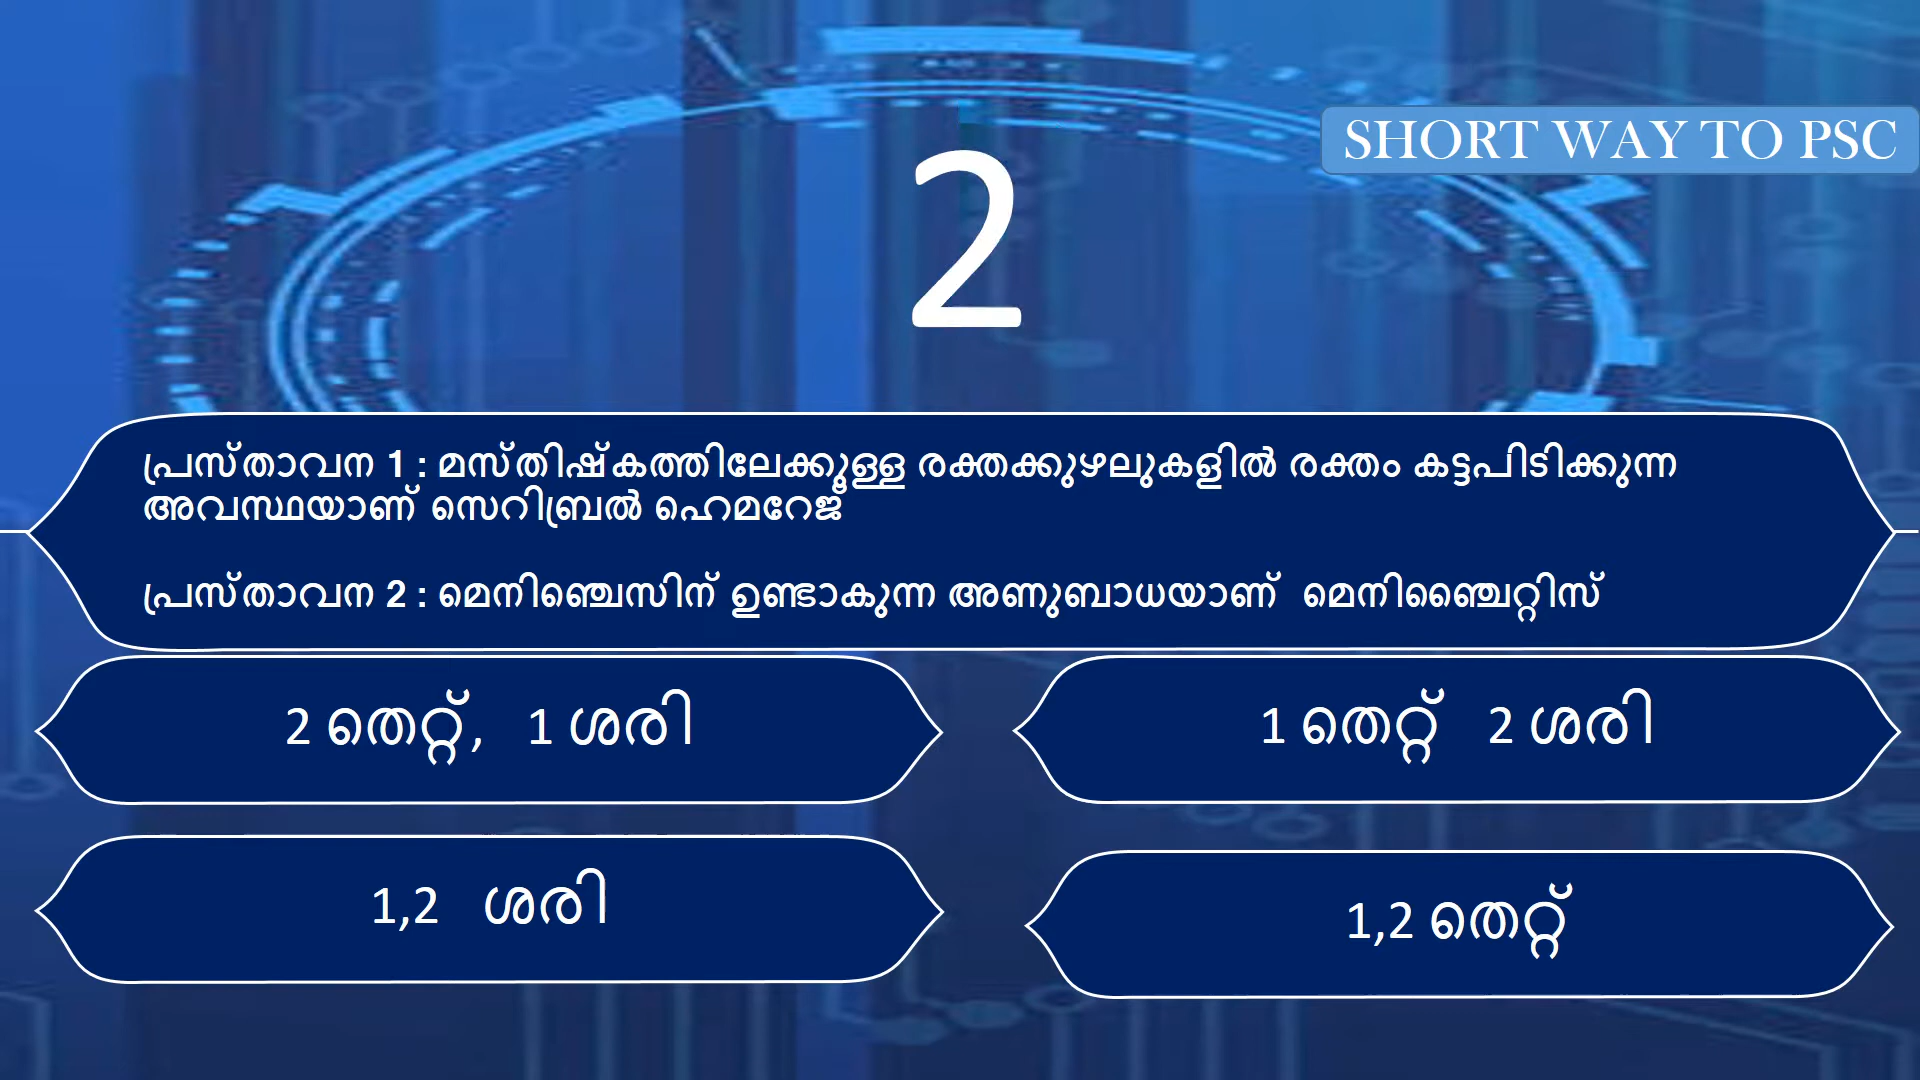 SHORT WAY TO PSC
2
പ്രസ്താവന 1 : മസ്തിഷ്കത്തിലേക്കുള്ള രക്തക്കുഴലുകളിൽ രക്തം കട്ടപിടിക്കുന്ന
അവസ്ഥയാണ് സെറിബ്രൽ ഹെമറേജ്
പ്രസ്താവന 2 : മെനിഞ്ചെസിന് ഉണ്ടാകുന്ന അണുബാധയാണ് മെനിഞ്ചൈറ്റിസ്
2 തെറ്റ്, 1 ശരി
1 തെറ്റ് 2 ശരി
1,2 ശരി
1,2 തെറ്റ്